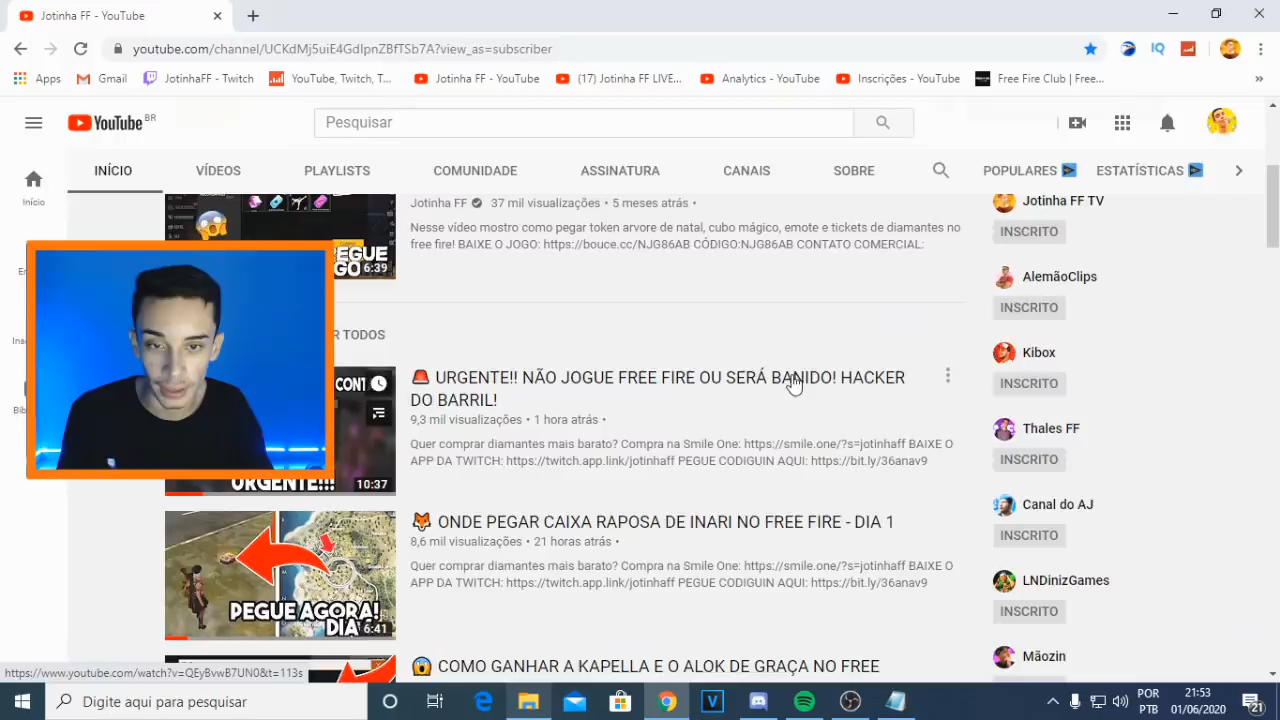 Jotinha FF - YouTube
youtube.com/channel/UCKdMj5uiE4GdIpnZBfTSb7A?view_as=subscriber
Apps Gmail JotinhaFF - Twitch YouTube, Twitch, T... Jotinha FF - YouTube (17) Jotinha FF LIVE... Analytics - YouTube Inscrições - YouTube Free Fire Club | Free...
YouTube BR
Pesquisar
INÍCIO VÍDEOS PLAYLISTS COMUNIDADE ASSINATURA CANAIS SOBRE POPULARES ESTATÍSTICAS
Início
Jotinha FF 37 mil visualizações • 5 meses atrás •
Nesse vídeo mostro como pegar token arvore de natal, cubo mágico, emote e tickets de diamantes no
free fire! BAIXE O JOGO: https://bouce.cc/NJG86AB CÓDIGO:NJG86AB CONTATO COMERCIAL:
6:39
R TODOS
🚨 URGENTE!! NÃO JOGUE FREE FIRE OU SERÁ BANIDO! HACKER
DO BARRIL!
9,3 mil visualizações • 1 hora atrás •
Quer comprar diamantes mais barato? Compra na Smile One: https://smile.one/?s=jotinhaff BAIXE O
APP DA TWITCH: https://twitch.app.link/jotinhaff PEGUE CODIGUIN AQUI: https://bit.ly/36anav9
CONT
URGENTE!!!
10:37
🦊 ONDE PEGAR CAIXA RAPOSA DE INARI NO FREE FIRE - DIA 1
8,6 mil visualizações • 21 horas atrás •
Quer comprar diamantes mais barato? Compra na Smile One: https://smile.one/?s=jotinhaff BAIXE O
APP DA TWITCH: https://twitch.app.link/jotinhaff PEGUE CODIGUIN AQUI: https://bit.ly/36anav9
PEGUE AGORA!
DIA
6:41
😱 COMO GANHAR A KAPELLA E O ALOK DE GRAÇA NO FREE
Jotinha FF TV
INSCRITO
AlemãoClips
INSCRITO
Kibox
INSCRITO
Thales FF
INSCRITO
Canal do AJ
INSCRITO
LNDinizGames
INSCRITO
Mãozin
https://www.youtube.com/watch?v=QEyBvwB7UN0&t=113s
Digite aqui para pesquisar
POR
PTB
21:53
01/06/2020
21